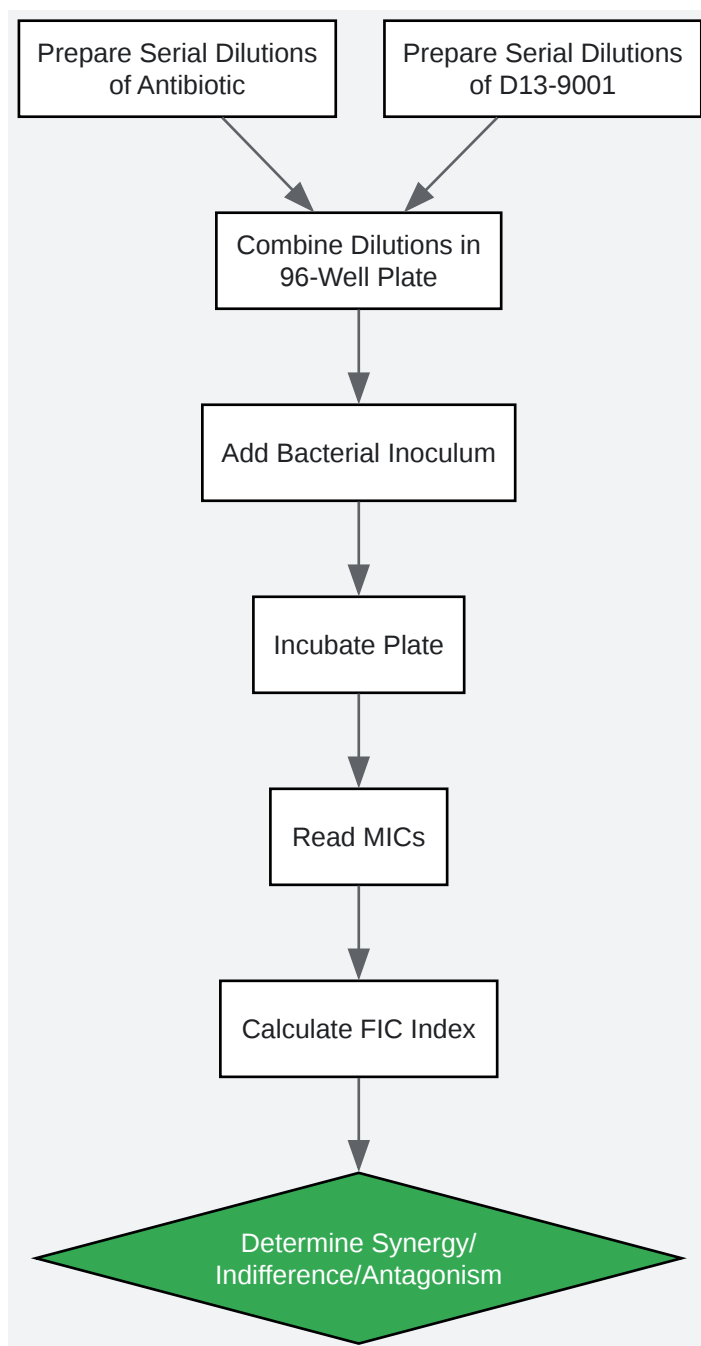 Prepare Serial Dilutions
of Antibiotic
Prepare Serial Dilutions
of D13-9001
Combine Dilutions in
96-Well Plate
Add Bacterial Inoculum
Incubate Plate
Read MICs
Calculate FIC Index
Determine Synergy/
Indifference/Antagonism